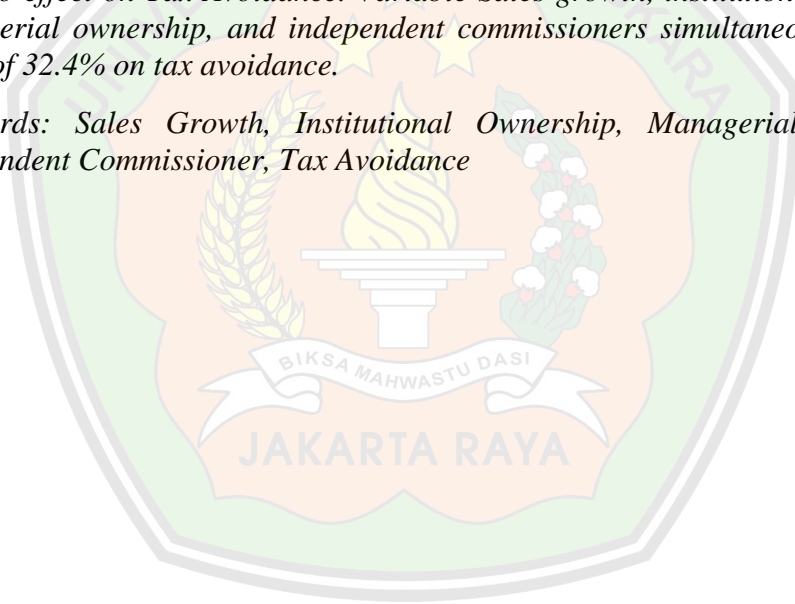 effect on Tax Avoidance. Variable Sales growth, institution
erial ownership, and independent commissioners simultaneo
of 32.4% on tax avoidance.
rds: Sales Growth, Institutional Ownership, Managerial
ndent Commissioner, Tax Avoidance
BIKSA MAHWASTU DASI
JAKARTA RAYA